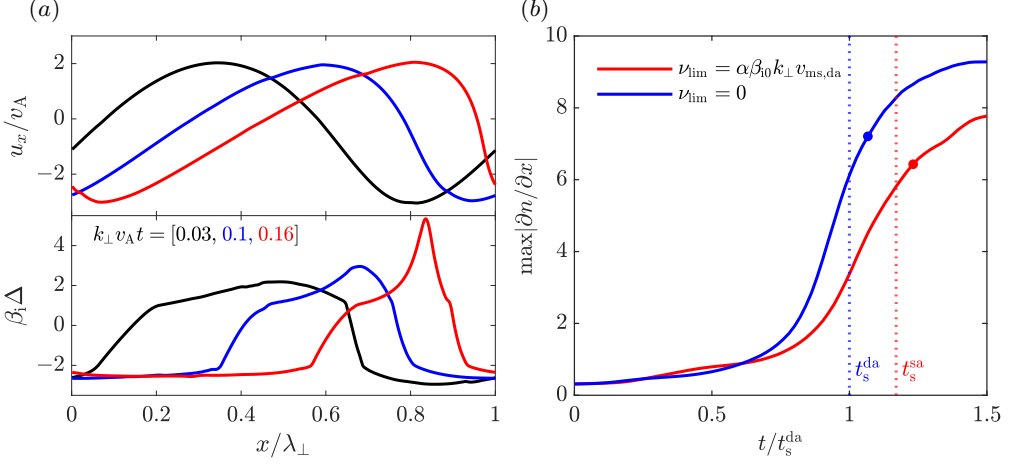 (a)
2
0
−2
u_x/v_A
k_⊥v_At = [0.03, 0.1, 0.16]
4
2
0
−2
β_iΔ
0 0.2 0.4 0.6 0.8 1
x/λ_⊥
(b)
10
8
6
4
2
0
max|∂n/∂x|
ν_lim = αβ_i0k_⊥v_ms,da
ν_lim = 0
t_s^da t_s^sa
0 0.5 1 1.5
t/t_s^da